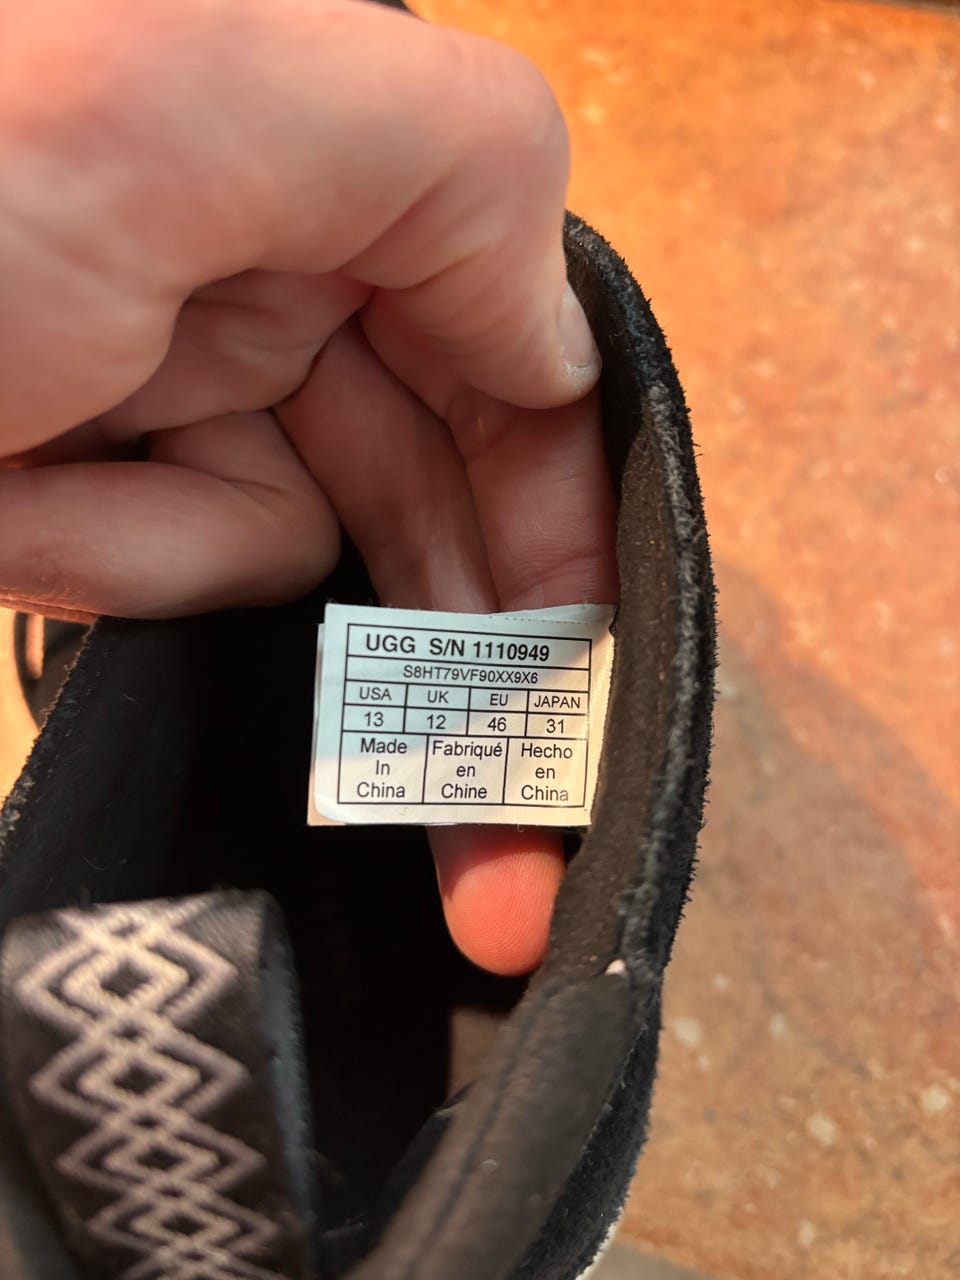 UGG S/N 1110949
S8HT79VF90XX9X6
USA UK EU JAPAN
13 12 46 31
Made In China
Fabriqué en Chine
Hecho en China